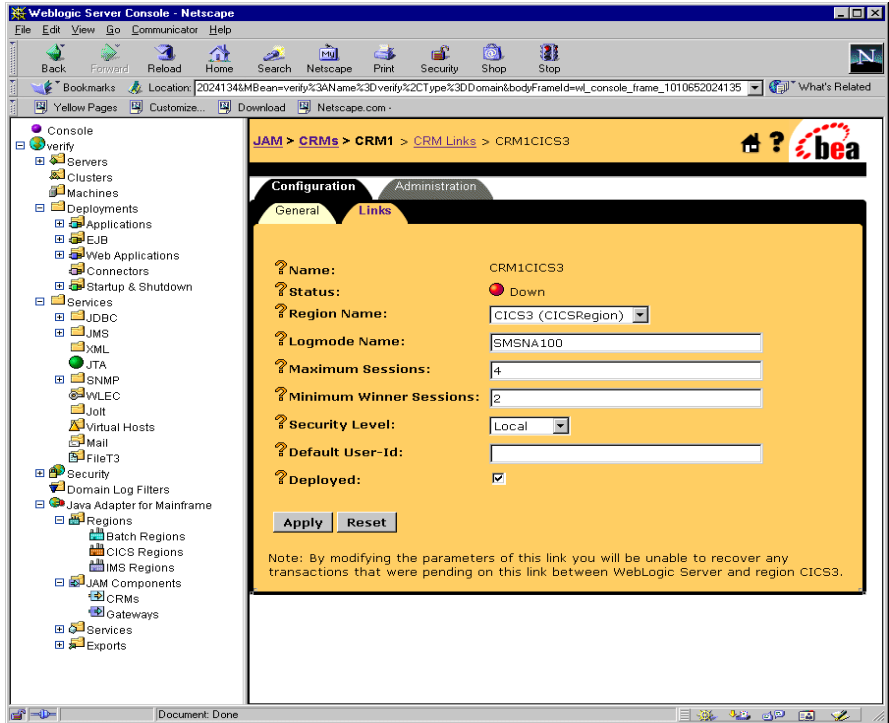 Weblogic Server Console - Netscape
File Edit View Go Communicator Help
Back Forward Reload Home Search Netscape Print Security Shop Stop
My
N
Bookmarks Location: 2024134&MBean=verify%3AName%3Dverify%2CType%3DDomain&bodyFrameId=wl_console_frame_1010652024135 What's Related
Yellow Pages Customize... Download Netscape.com -
Console
verify
Servers
Clusters
Machines
Deployments
Applications
EJB
Web Applications
Connectors
Startup & Shutdown
Services
JDBC
JMS
XML
JTA
SNMP
WLEC
Jolt
Virtual Hosts
Mail
FileT3
Security
Domain Log Filters
Java Adapter for Mainframe
Regions
Batch Regions
CICS Regions
IMS Regions
JAM Components
CRMs
Gateways
Services
Exports
JAM > CRMs > CRM1 > CRM Links > CRM1CICS3
? bea
Configuration Administration
General Links
? Name: CRM1CICS3
? Status: Down
? Region Name: CICS3 (CICSRegion)
? Logmode Name: SMSNA100
? Maximum Sessions: 4
? Minimum Winner Sessions: 2
? Security Level: Local
? Default User-Id:
? Deployed:
Apply Reset
Note: By modifying the parameters of this link you will be unable to recover any
transactions that were pending on this link between WebLogic Server and region CICS3.
Document: Done